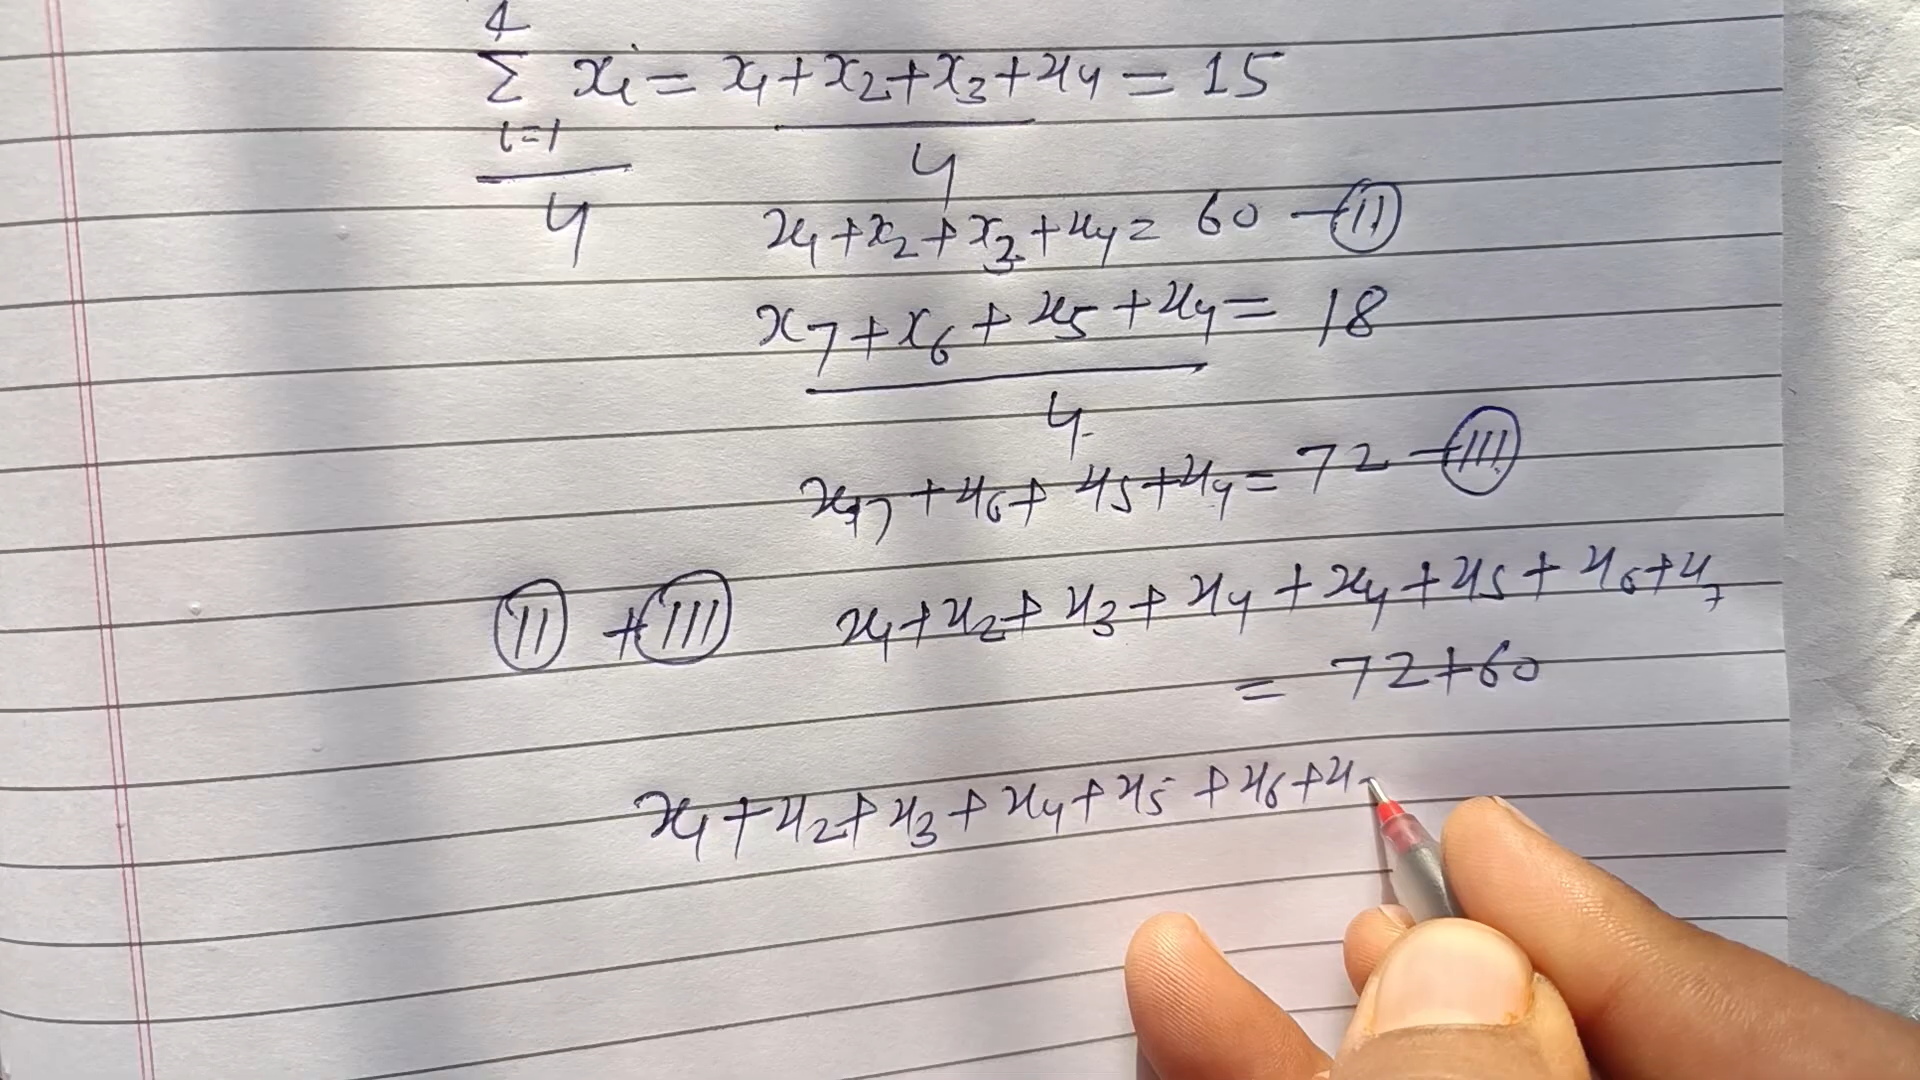 4
Σ xi = x1+x2+x3+x4 = 15
i=1
4 4
x1+x2+x3+x4 = 60 — II
x7+x6+x5+x4 = 18
4
x7+x6+x5+x4 = 72 — III
II + III x1+x2+x3+x4+x4+x5+x6+x7
= 72+60
x1+x2+x3+x4+x5+x6+x